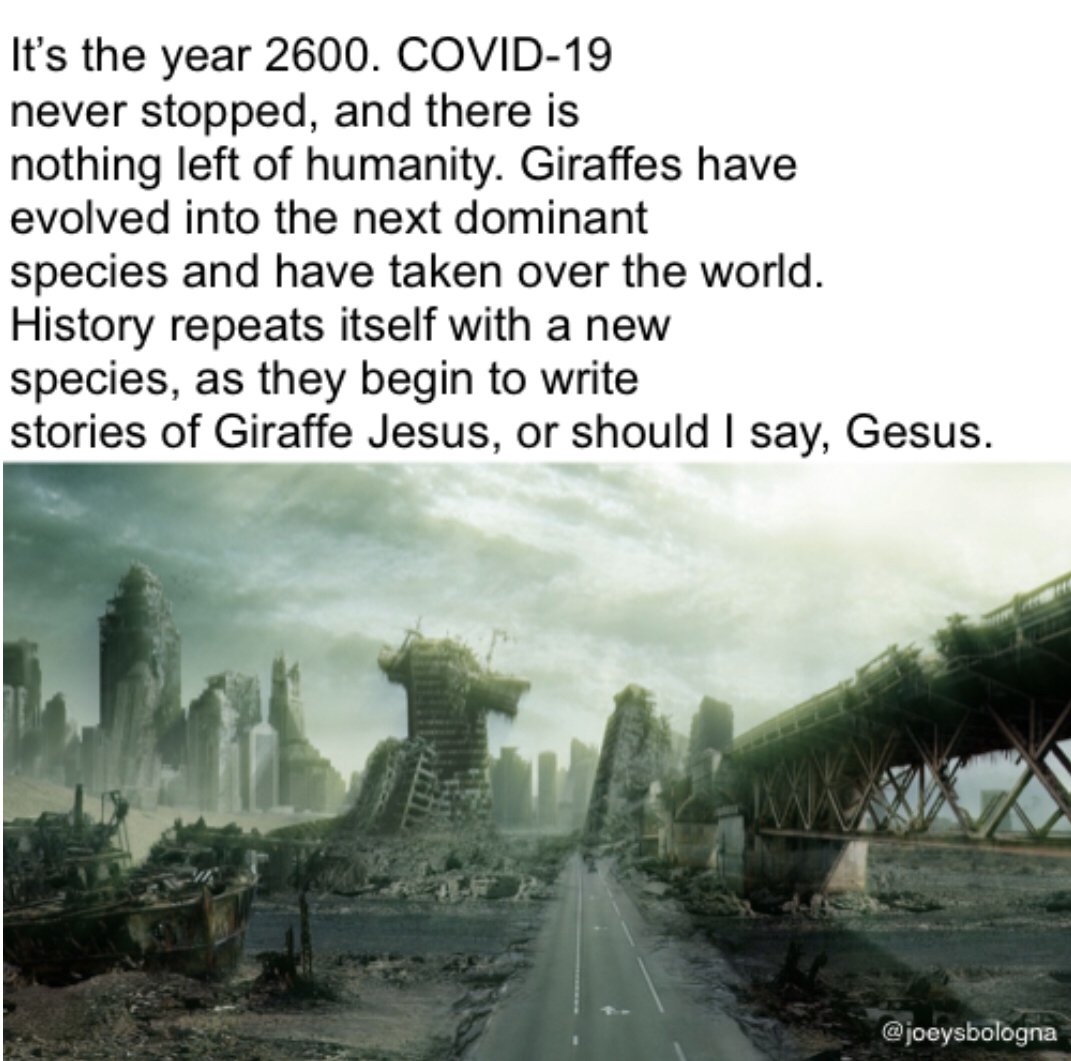 It’s the year 2600. COVID-19
never stopped, and there is
nothing left of humanity. Giraffes have
evolved into the next dominant
species and have taken over the world.
History repeats itself with a new
species, as they begin to write
stories of Giraffe Jesus, or should I say, Gesus.
@joeysbologna